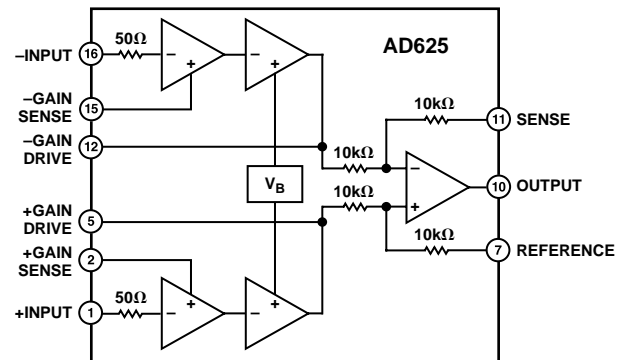 AD625
–INPUT
16
50Ω
–
+
–
+
–GAIN
SENSE
15
–GAIN
DRIVE
12
10kΩ
11
SENSE
10kΩ
VB
10kΩ
–
+
10
OUTPUT
+GAIN
DRIVE
5
10kΩ
7
REFERENCE
+GAIN
SENSE
2
+INPUT
1
50Ω
–
+
–
+